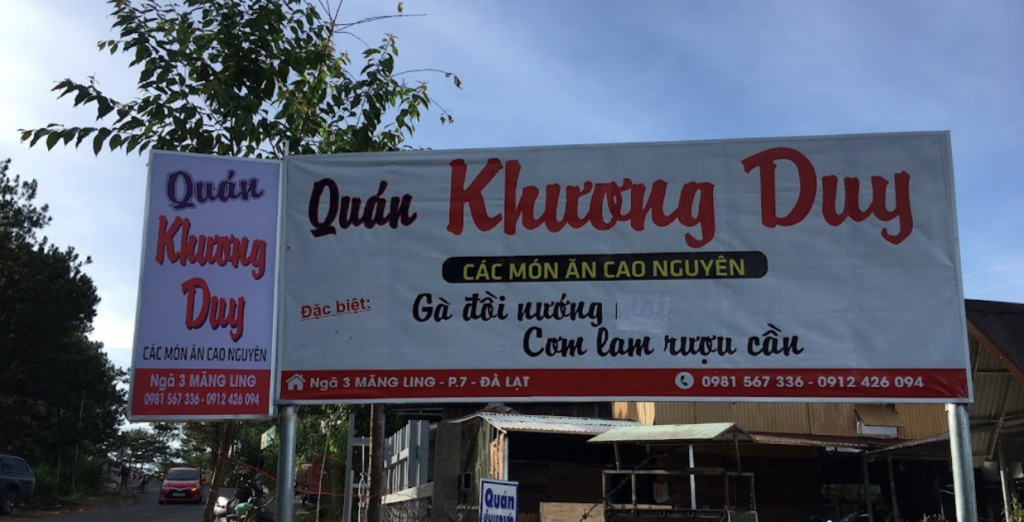 Quán
Khương
Duy
CÁC MÓN ĂN CAO NGUYÊN
Ngã 3 MĂNG LING
0981 567 336 - 0912 426 094
Quán Khương Duy
CÁC MÓN ĂN CAO NGUYÊN
Đặc biệt: Gà đồi nướng
Cơm lam rượu cần
Ngã 3 MĂNG LING - P.7 - ĐÀ LẠT
0981 567 336 - 0912 426 094
Quán